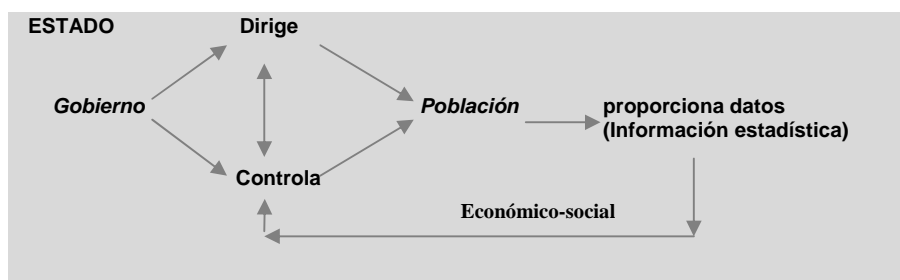 ESTADO
Dirige
Gobierno
Población
proporciona datos
(Información estadística)
Controla
Económico-social